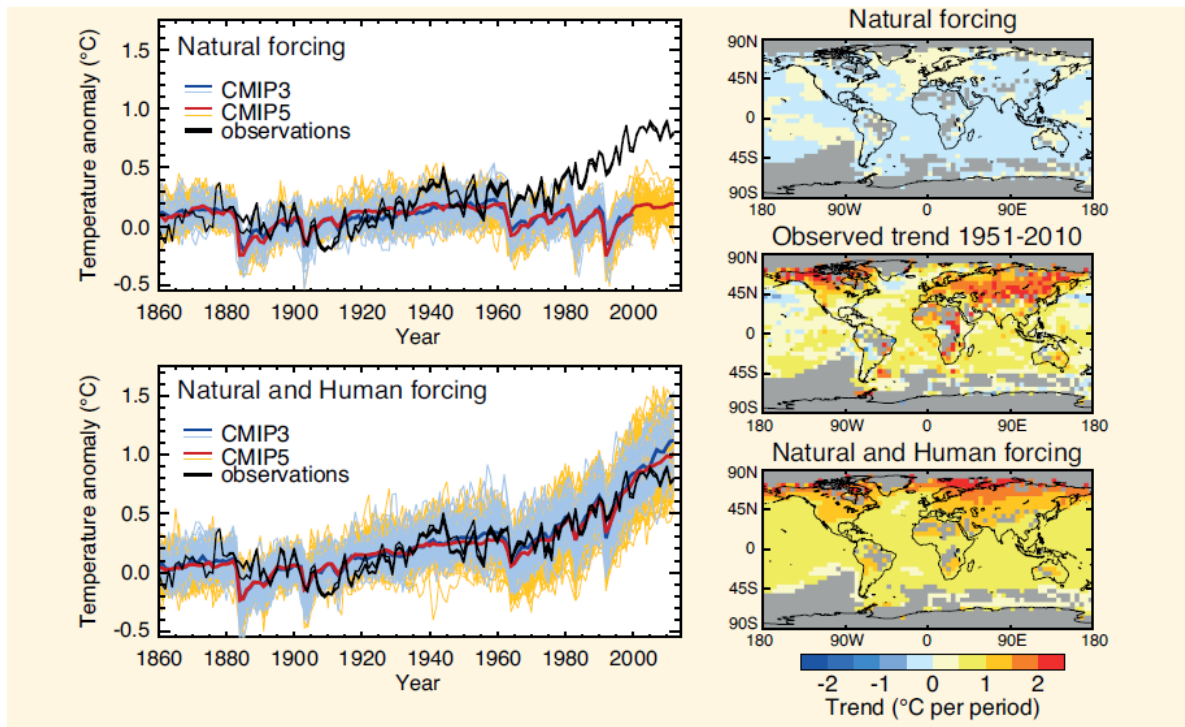 Natural forcing
CMIP3
CMIP5
observations
Temperature anomaly (°C)
1.5
1.0
0.5
0.0
-0.5
1860 1880 1900 1920 1940 1960 1980 2000
Year
Natural and Human forcing
CMIP3
CMIP5
observations
Temperature anomaly (°C)
1.5
1.0
0.5
0.0
-0.5
1860 1880 1900 1920 1940 1960 1980 2000
Year
Natural forcing
90N
45N
0
45S
90S
180 90W 0 90E 180
Observed trend 1951-2010
90N
45N
0
45S
90S
180 90W 0 90E 180
Natural and Human forcing
90N
45N
0
45S
90S
180 90W 0 90E 180
-2 -1 0 1 2
Trend (°C per period)